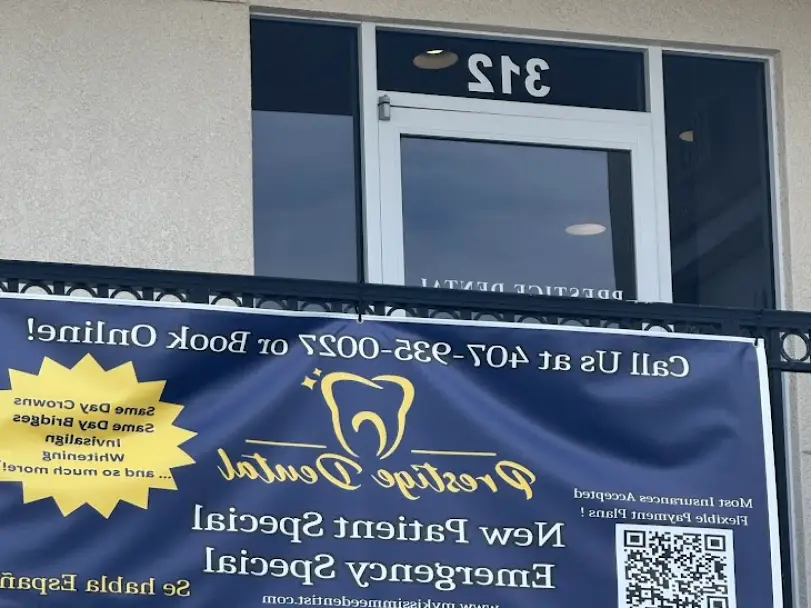 312
PRESTIGE DENTAL
Call Us at 407-935-0027 or Book Online!
Same Day Crowns
Same Day Bridges
Invisalign
Whitening
... and so much more!
Prestige Dental
Most Insurances Accepted
Flexible Payment Plans!
New Patient Special
Emergency Special
Se habla Españ
www.mykissimmeedentist.com